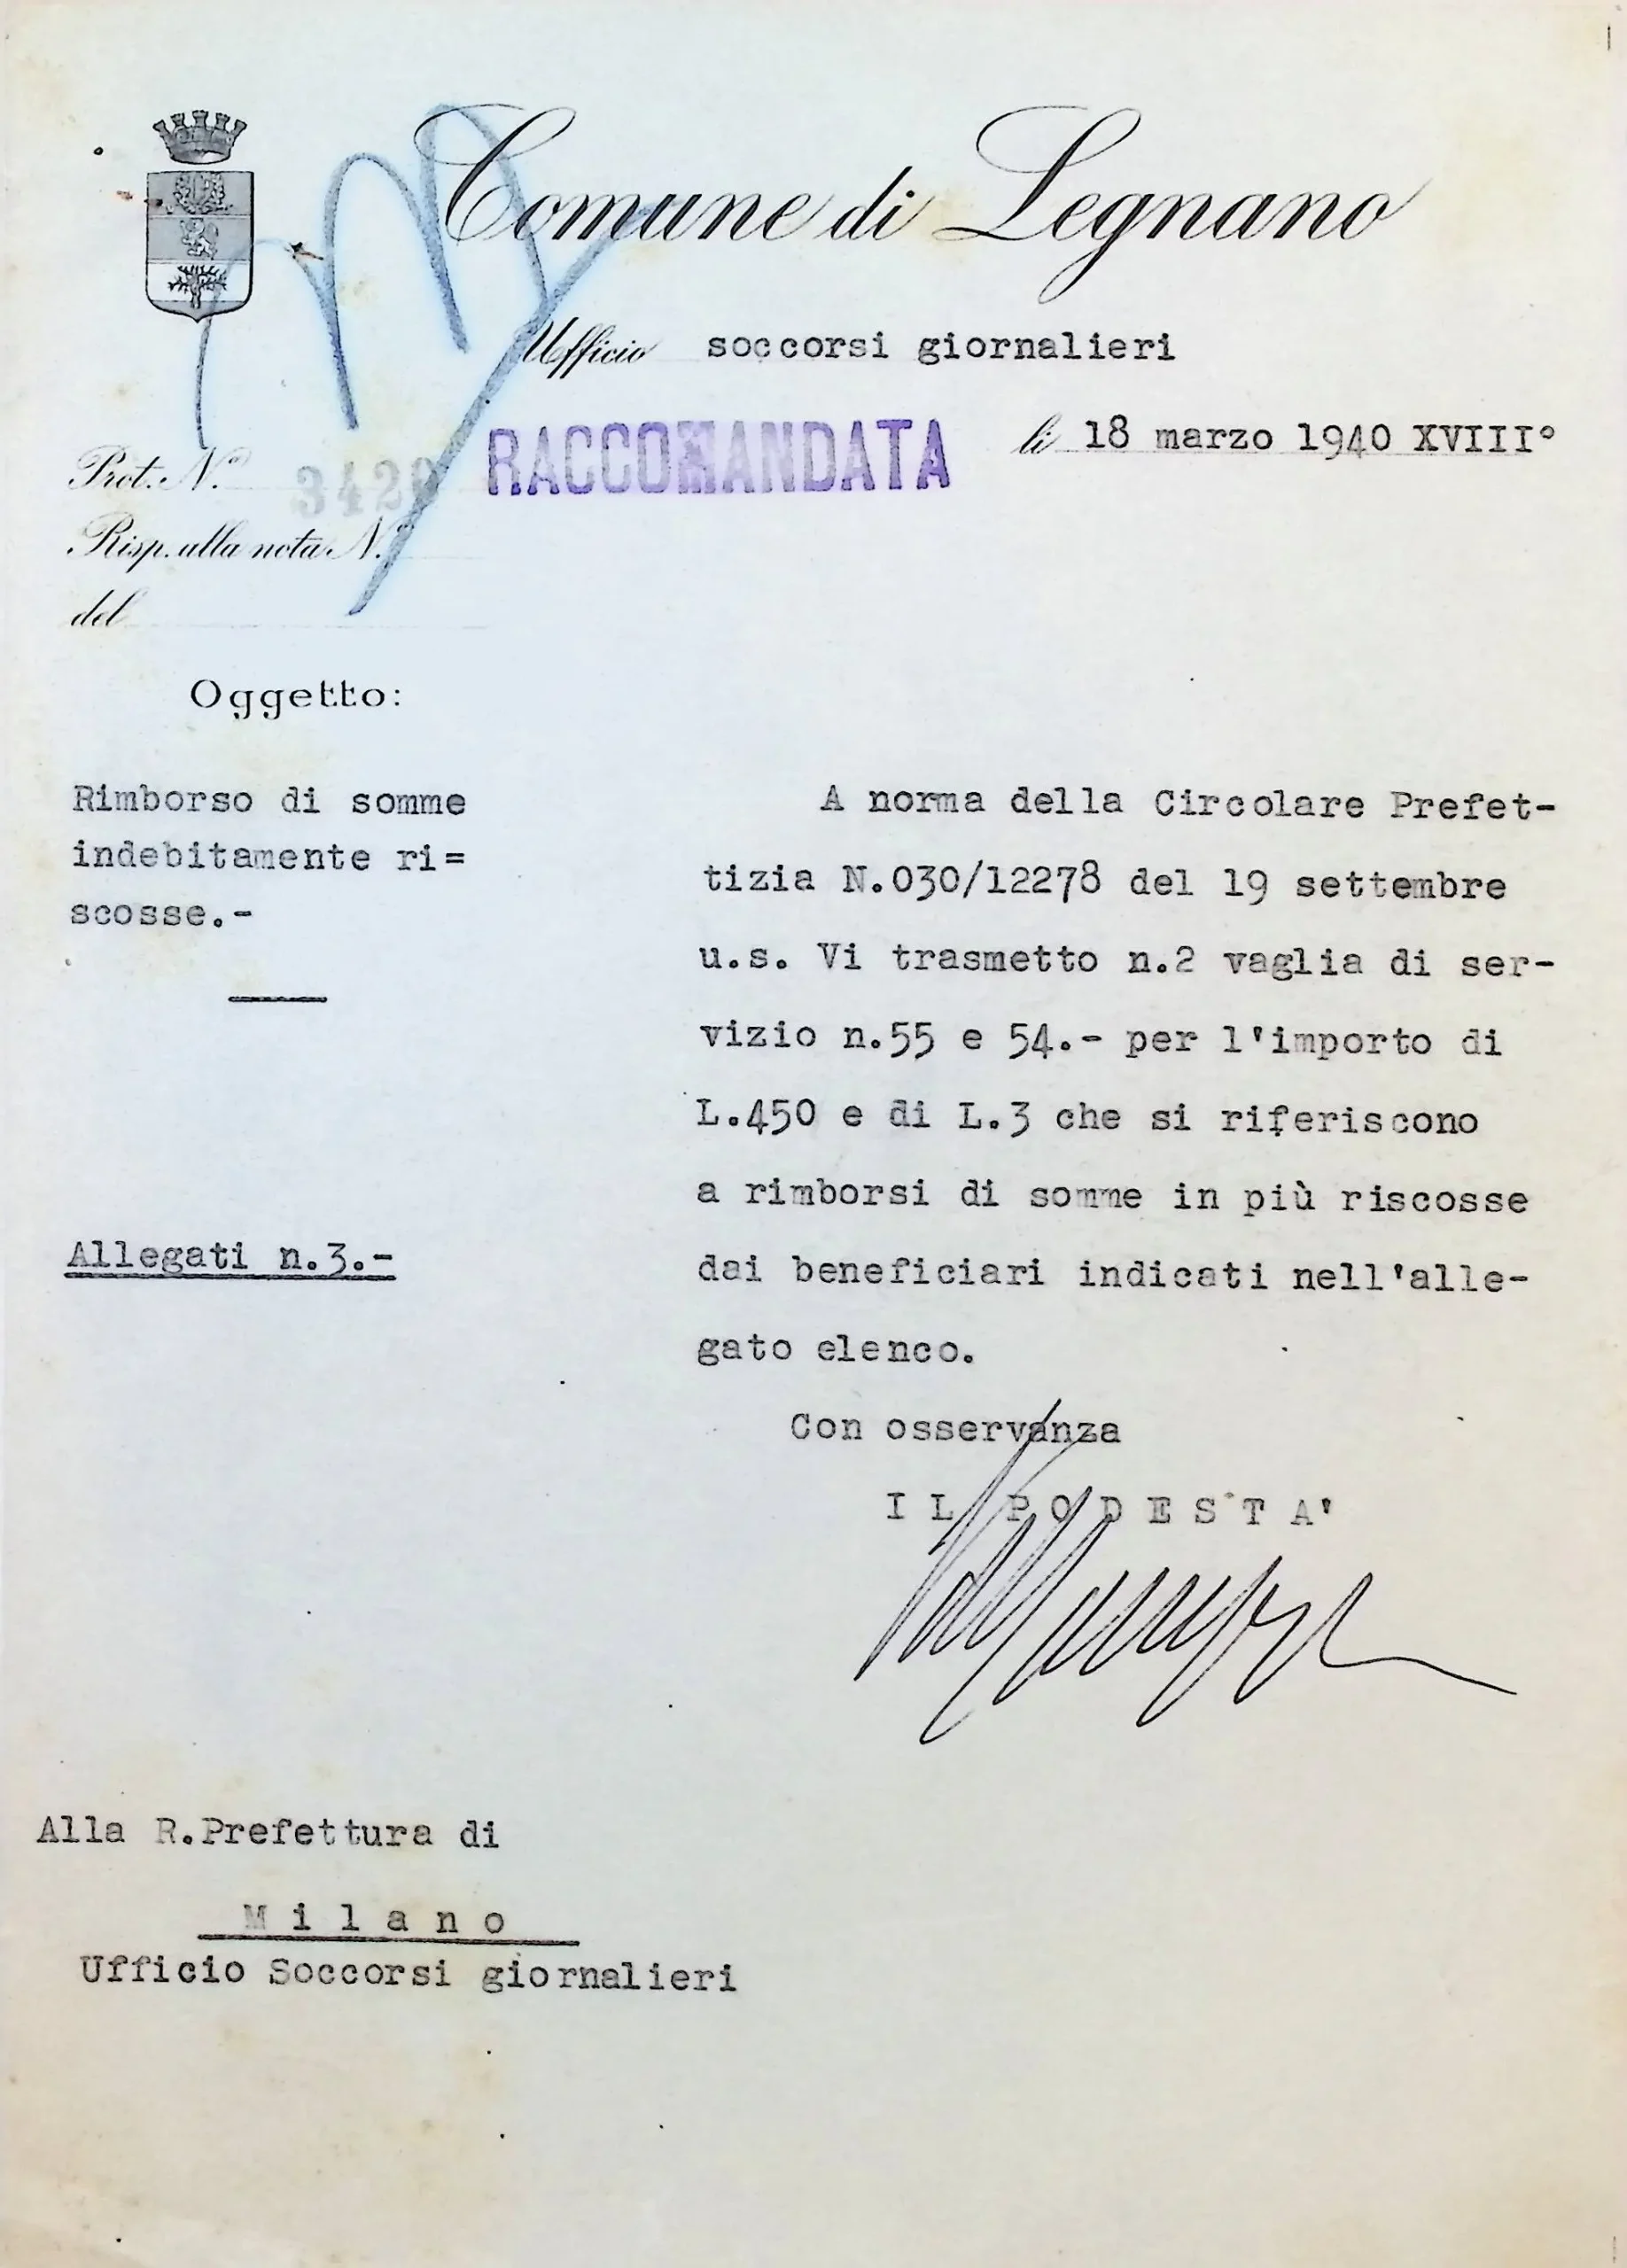 Comune di Legnano
Ufficio soccorsi giornalieri
RACCOMANDATA
li 18 marzo 1940 XVIII°
Prot. N.°
Risp. alla nota N.°
del
Oggetto:
Rimborso di somme
indebitamente ri=
scosse.-
Allegati n.3.-
A norma della Circolare Prefet-
tizia N.030/12278 del 19 settembre
u.s. Vi trasmetto n.2 vaglia di ser-
vizio n.55 e 54.- per l'importo di
L.450 e di L.3 che si riferiscono
a rimborsi di somme in più riscosse
dai beneficiari indicati nell'alle-
gato elenco.
Con osservanza
IL PODESTA'
Alla R.Prefettura di
Milano
Ufficio Soccorsi giornalieri